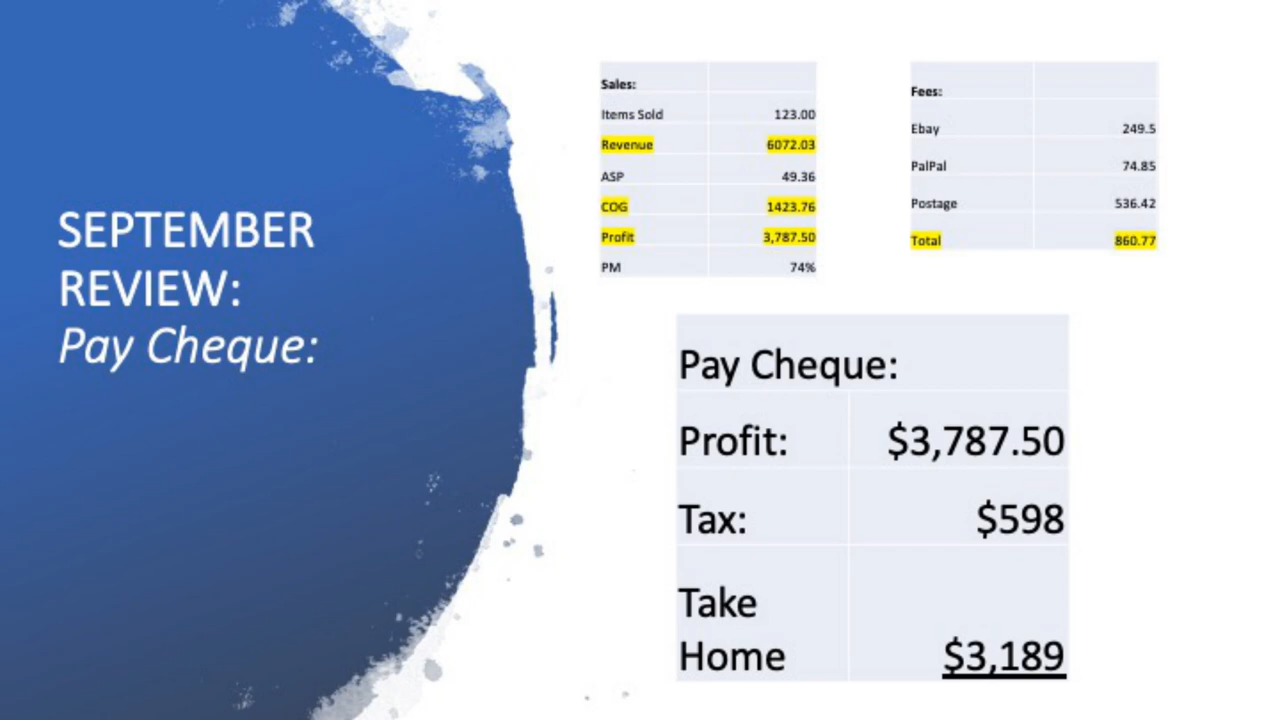 SEPTEMBER
REVIEW:
Pay Cheque:
Sales:
Items Sold 123.00
Revenue 6072.03
ASP 49.36
COG 1423.76
Profit 3,787.50
PM 74%
Fees:
Ebay 249.5
PalPal 74.85
Postage 536.42
Total 860.77
Pay Cheque:
Profit: $3,787.50
Tax: $598
Take
Home $3,189